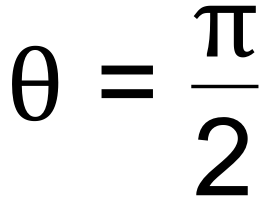 θ = π/2